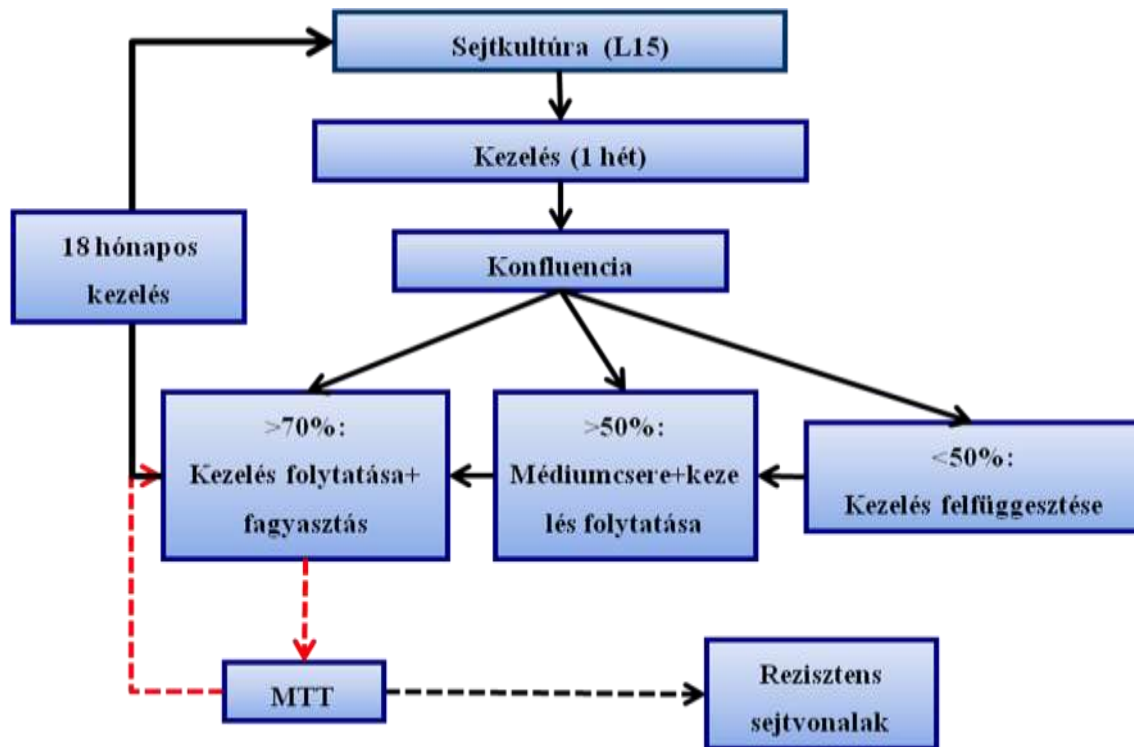 Sejtkultúra (L15)
Kezelés (1 hét)
18 hónapos
kezelés
Konfluencia
>70%:
Kezelés folytatása+
fagyasztás
>50%:
Médiumcsere+keze
lés folytatása
<50%:
Kezelés felfüggesztése
MTT
Rezisztens
sejtvonalak